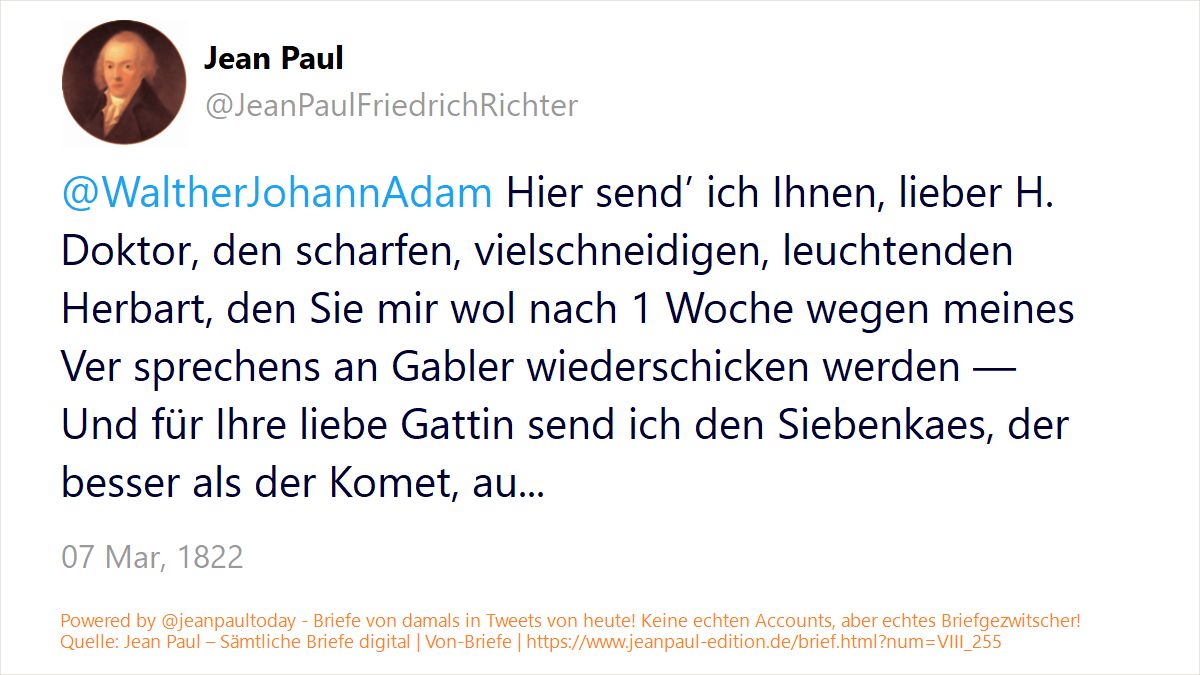 Jean Paul
@JeanPaulFriedrichRichter
@WaltherJohannAdam Hier send’ ich Ihnen, lieber H.
Doktor, den scharfen, vielschneidigen, leuchtenden
Herbart, den Sie mir wol nach 1 Woche wegen meines
Ver sprechens an Gabler wiederschicken werden —
Und für Ihre liebe Gattin send ich den Siebenkaes, der
besser als der Komet, au...
07 Mar, 1822
Powered by @jeanpaultoday - Briefe von damals in Tweets von heute! Keine echten Accounts, aber echtes Briefgezwitscher!
Quelle: Jean Paul – Sämtliche Briefe digital | Von-Briefe | https://www.jeanpaul-edition.de/brief.html?num=VIII_255